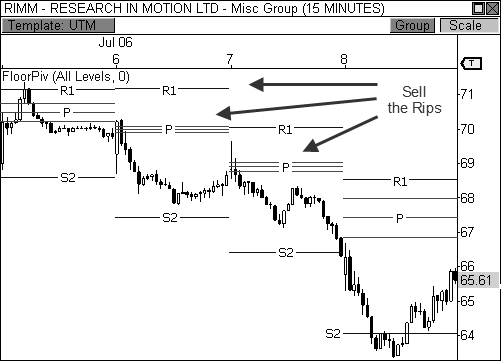 RIMM - RESEARCH IN MOTION LTD - Misc Group (15 MINUTES)
Template: UTM Group Scale
Jul 06
6 7 8 T
FloorPiv (All Levels, 0)
R1 R1 71
Sell
the Rips
P P R1 70
P 69
S2 R1
68
S2 P 67
S2 66
65.61
S2 64